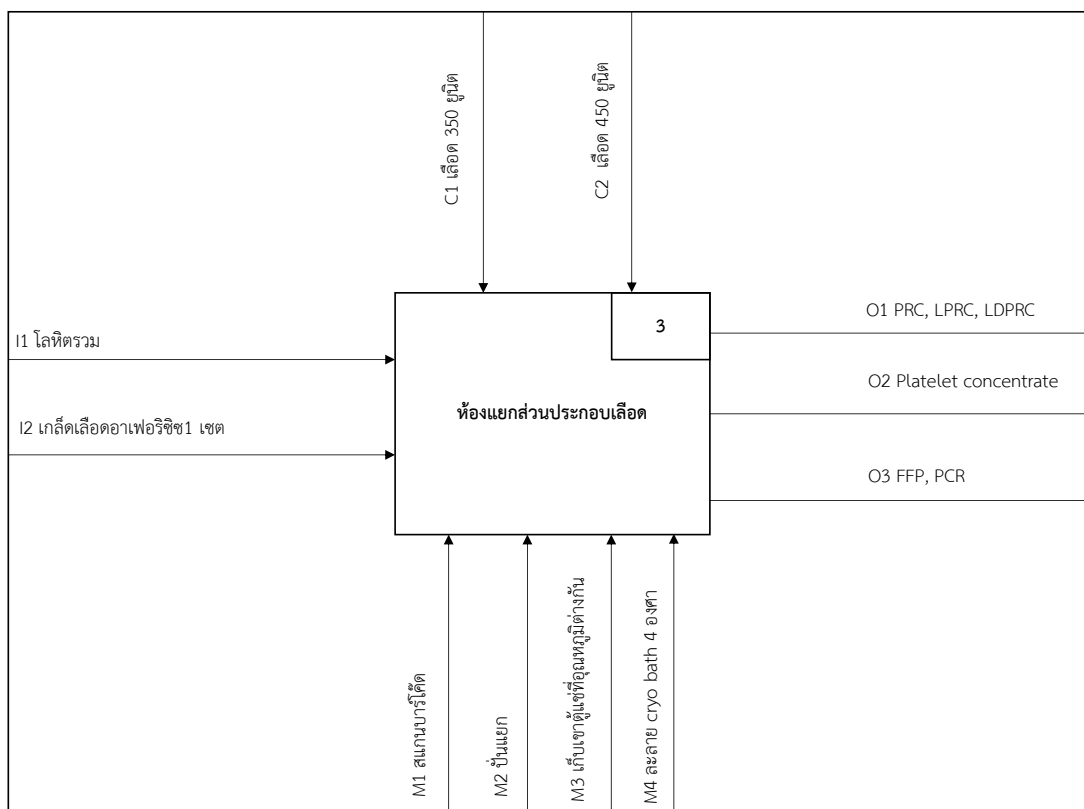 C1 เลือด 350 ยูนิต
C2 เลือด 450 ยูนิต
3
O1 PRC, LPRC, LDPRC
I1 โลหิตรวม
O2 Platelet concentrate
ห้องแยกส่วนประกอบเลือด
I2 เกล็ดเลือดอาเฟอริซิซ1 เซต
O3 FFP, PCR
M1 สแกนบาร์โค๊ด
M2 ปั่นแยก
M3 เก็บเขาตู้แช่ที่อุณหภูมิต่างกัน
M4 ละลาย cryo bath 4 องศา